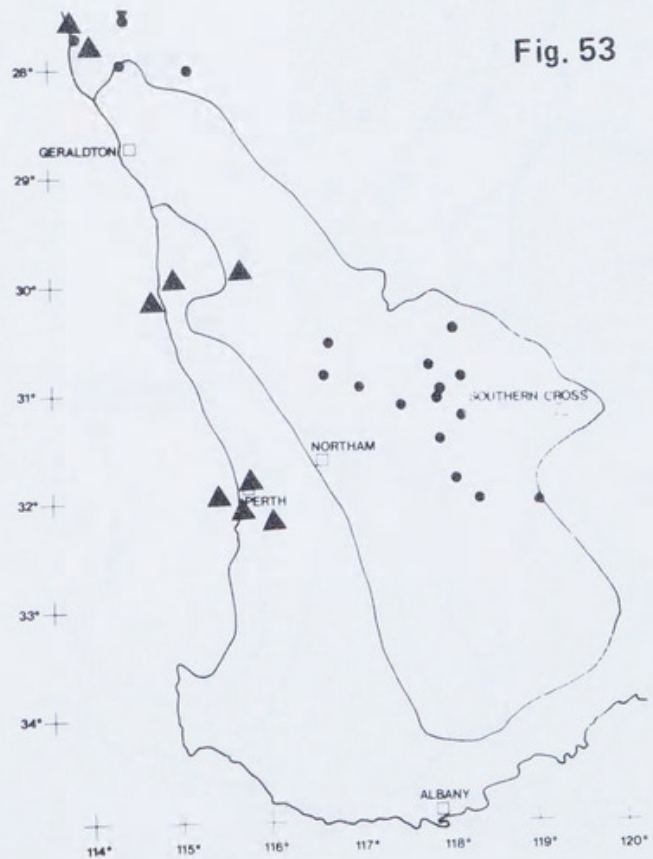 Fig. 53
28°
GERALDTON
29°
30°
31°
SOUTHERN CROSS
NORTHAM
32°
PERTH
33°
34°
ALBANY
114° 115° 116° 117° 118° 119° 120°